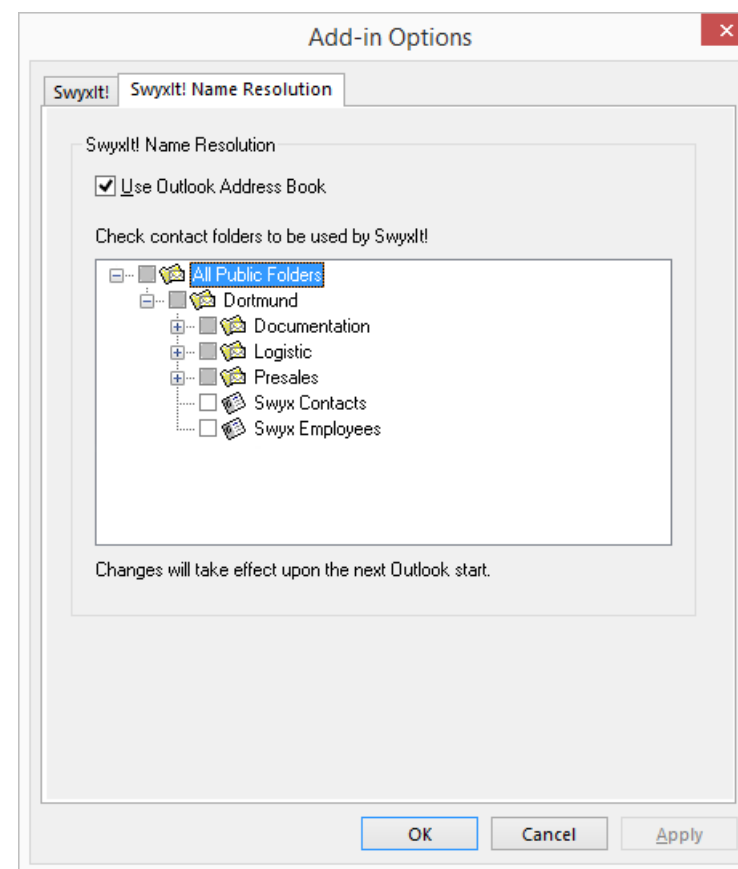 Add-in Options
SwyxIt! SwyxIt! Name Resolution
SwyxIt! Name Resolution
Use Outlook Address Book
Check contact folders to be used by SwyxIt!
All Public Folders
Dortmund
Documentation
Logistic
Presales
Swyx Contacts
Swyx Employees
Changes will take effect upon the next Outlook start.
OK Cancel Apply